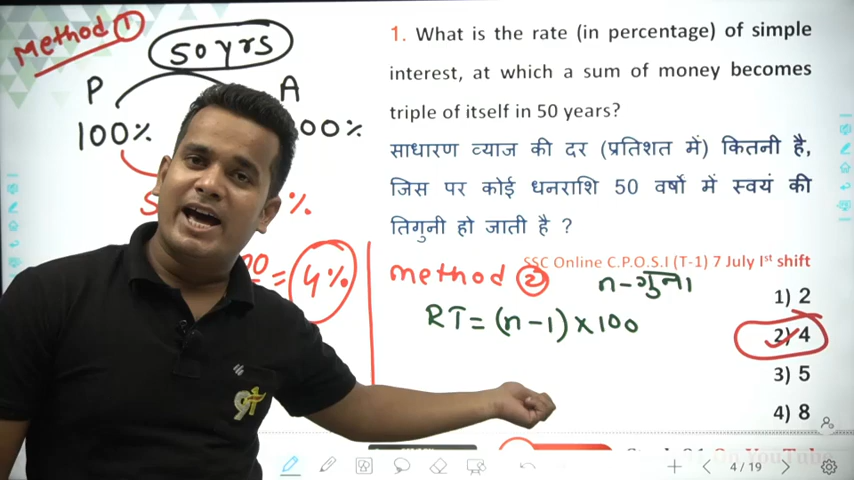 Method ①
50 yrs
P A
100% 00%
S %
00
= 4%
1. What is the rate (in percentage) of simple
interest, at which a sum of money becomes
triple of itself in 50 years?
साधारण व्याज की दर (प्रतिशत में) कितनी है,
जिस पर कोई धनराशि 50 वर्षो में स्वयं की
तिगुनी हो जाती है ?
SSC Online C.P.O.S.I (T-1) 7 July Ist shift
Method ② n-गुना
RT = (n-1) × 100
1) 2
2) 4
3) 5
4) 8
4/19